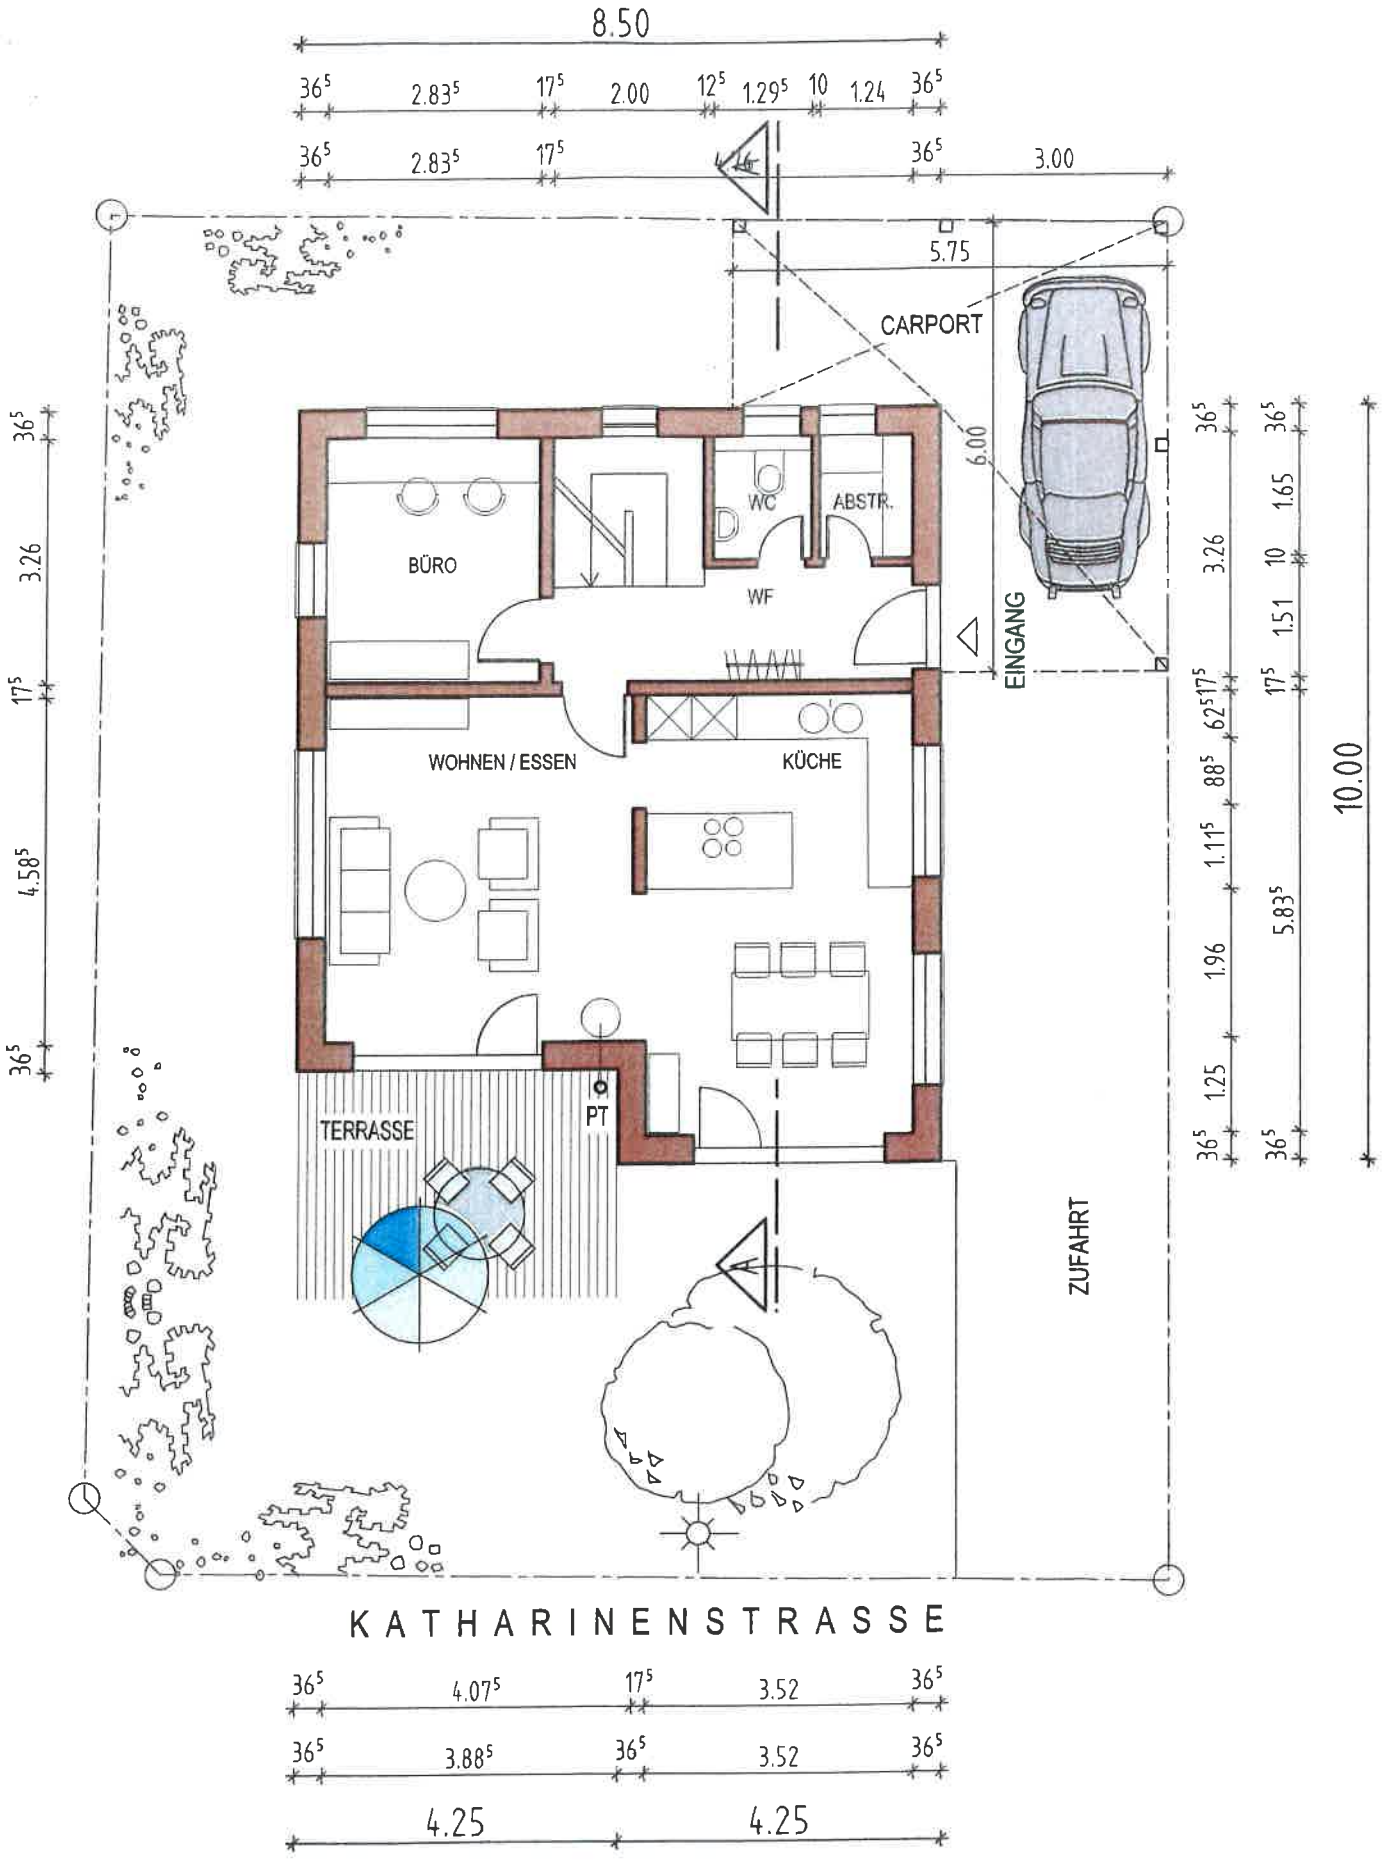 8.50
36⁵ 2.83⁵ 17⁵ 2.00 12⁵ 1.29⁵ 10 1.24 36⁵
36⁵ 2.83⁵ 17⁵ 36⁵ 3.00
5.75
CARPORT
6.00
36⁵
3.26
17⁵
4.58⁵
36⁵
BÜRO
WC
ABSTR.
WF
EINGANG
WOHNEN / ESSEN
KÜCHE
36⁵
3.26
17⁵
62⁵
88⁵
1.11⁵
1.96
1.25
36⁵
36⁵
1.65
10
1.51
17⁵
5.83⁵
36⁵
10.00
TERRASSE
PT
A
ZUFAHRT
KATHARINENSTRASSE
36⁵ 4.07⁵ 17⁵ 3.52 36⁵
36⁵ 3.88⁵ 36⁵ 3.52 36⁵
4.25 4.25